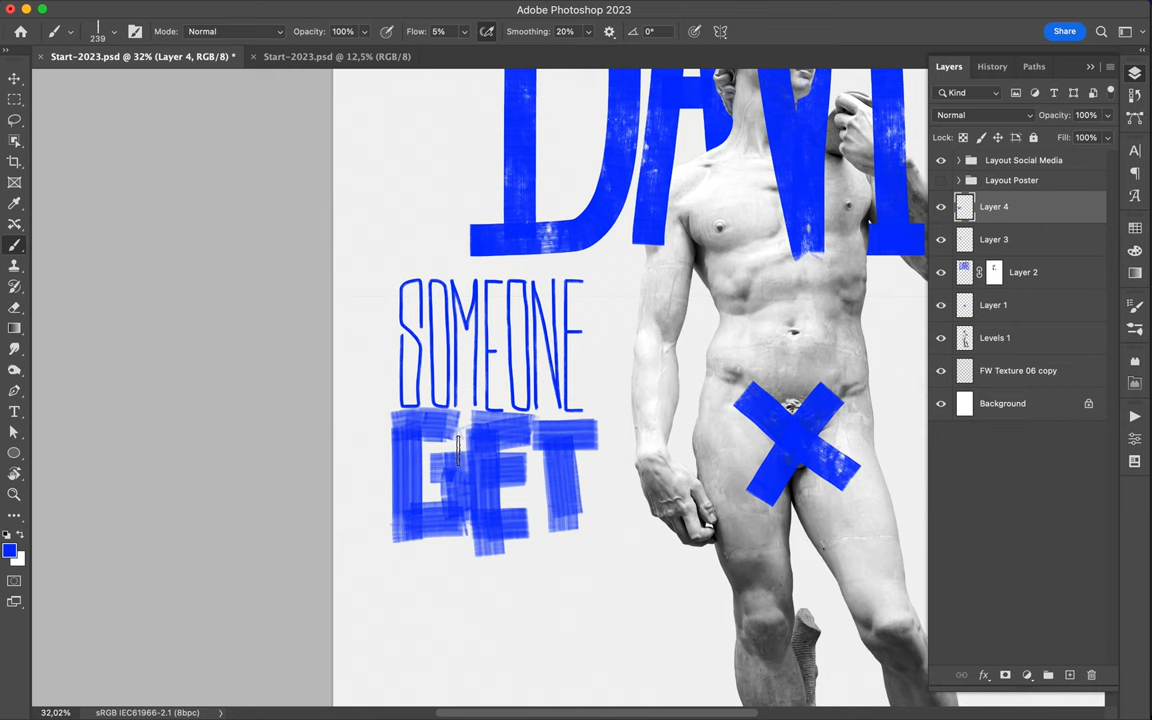 Adobe Photoshop 2023
239
Mode:
Normal
Opacity:
100%
Flow:
5%
Smoothing:
20%
0°
Share
Start-2023.psd @ 32% (Layer 4, RGB/8) *
Start-2023.psd @ 12,5% (RGB/8)
Layers
History
Paths
Kind
Normal
Opacity:
100%
Lock:
Fill:
100%
Layout Social Media
Layout Poster
Layer 4
Layer 3
Layer 2
Layer 1
Levels 1
FW Texture 06 copy
Background
DAVI
SOMEONE
GET
32,02%
sRGB IEC61966-2.1 (8bpc)